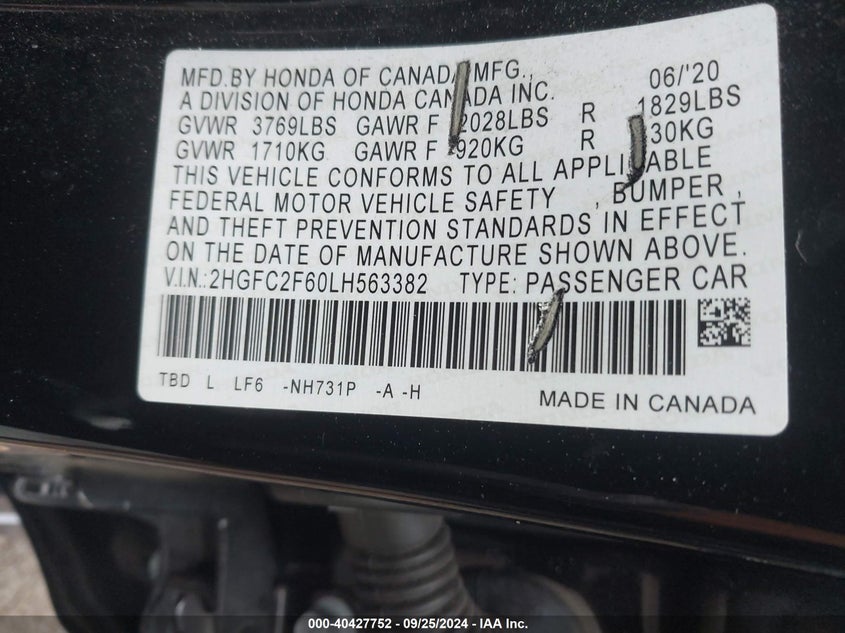 MFD.BY HONDA OF CANADA MFG., 06/'20
A DIVISION OF HONDA CANADA INC.
GVWR 3769LBS GAWR F 2028LBS R 1829LBS
GVWR 1710KG GAWR F 920KG R 30KG
THIS VEHICLE CONFORMS TO ALL APPLICABLE
FEDERAL MOTOR VEHICLE SAFETY , BUMPER ,
AND THEFT PREVENTION STANDARDS IN EFFECT
ON THE DATE OF MANUFACTURE SHOWN ABOVE.
V.I.N.:2HGFC2F60LH563382 TYPE: PASSENGER CAR
TBD L LF6 -NH731P -A -H
MADE IN CANADA
000-40427752 - 09/25/2024 - IAA, Inc.